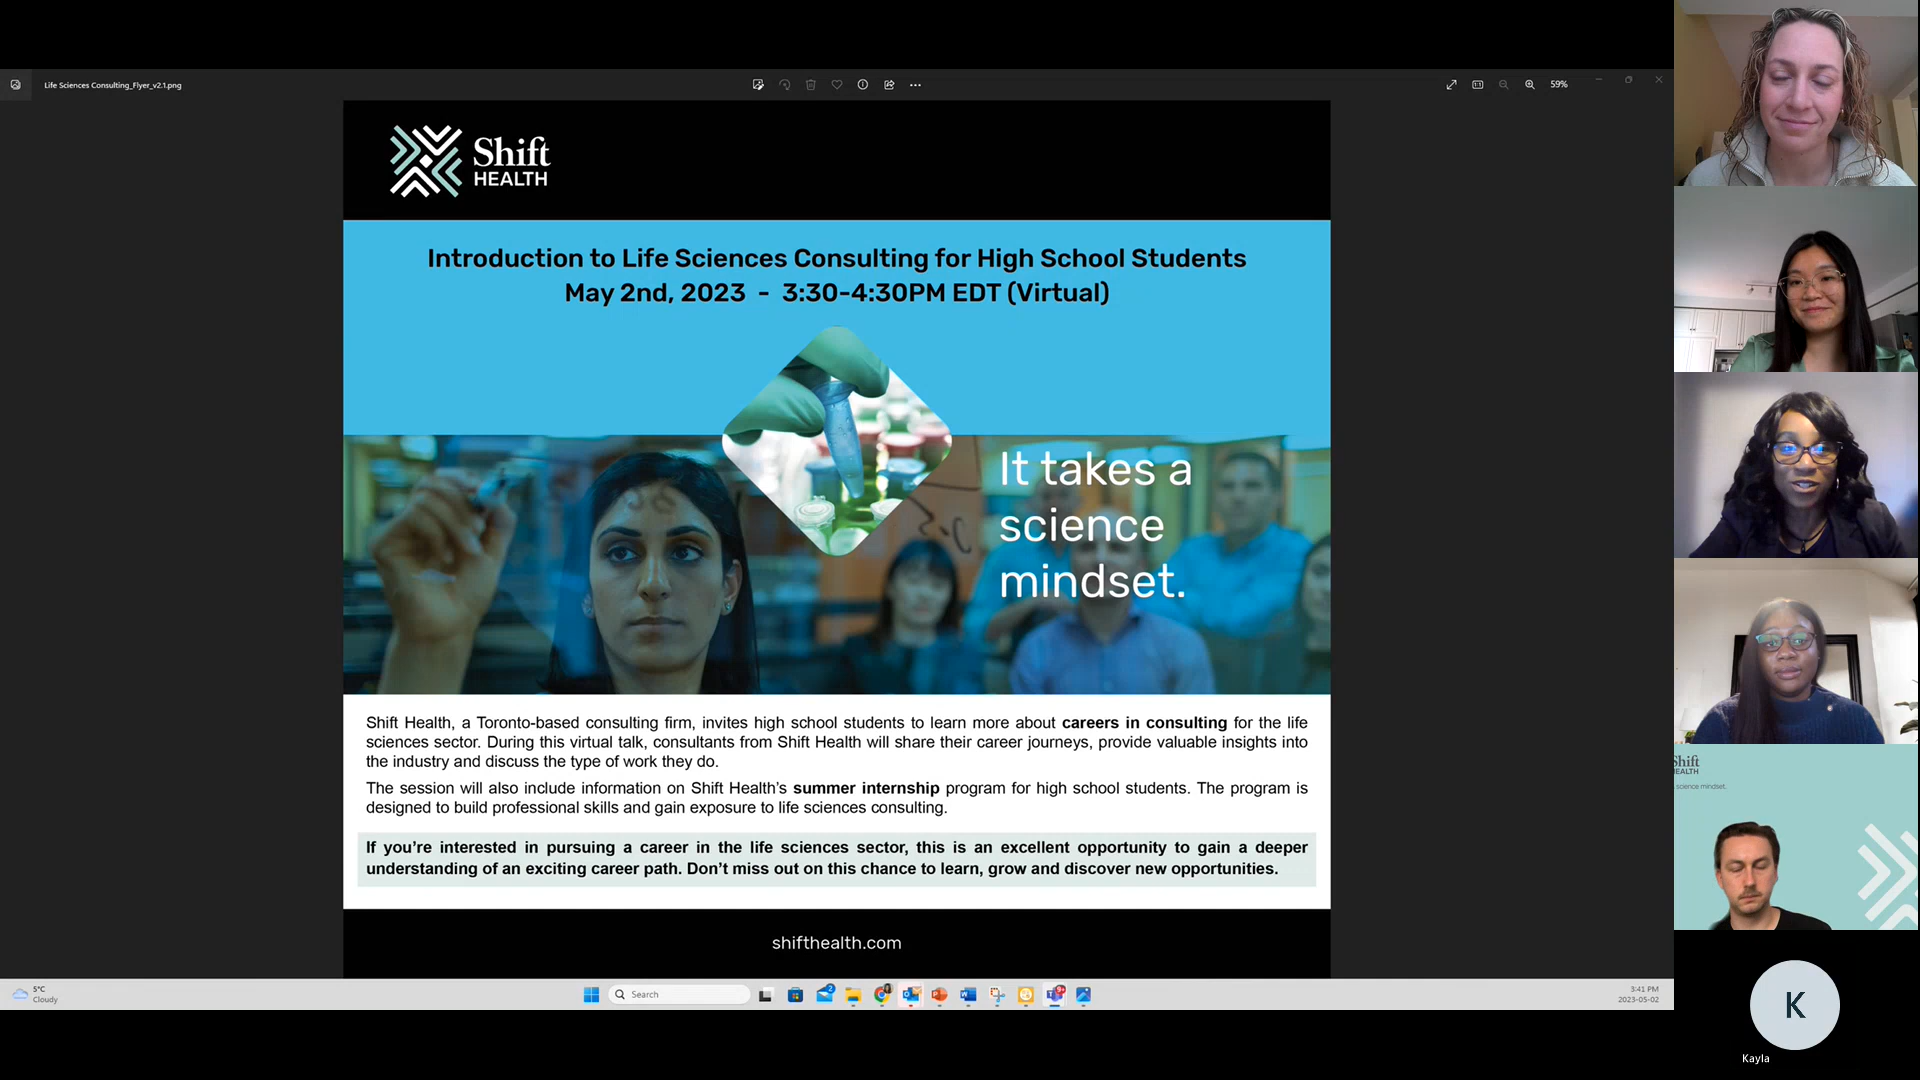 Life Sciences Consulting_Flyer_v2.1.png
59%
Shift
HEALTH
Introduction to Life Sciences Consulting for High School Students
May 2nd, 2023 - 3:30-4:30PM EDT (Virtual)
It takes a
science
mindset.
Shift Health, a Toronto-based consulting firm, invites high school students to learn more about careers in consulting for the life
sciences sector. During this virtual talk, consultants from Shift Health will share their career journeys, provide valuable insights into
the industry and discuss the type of work they do.
The session will also include information on Shift Health's summer internship program for high school students. The program is
designed to build professional skills and gain exposure to life sciences consulting.
If you're interested in pursuing a career in the life sciences sector, this is an excellent opportunity to gain a deeper
understanding of an exciting career path. Don't miss out on this chance to learn, grow and discover new opportunities.
shifthealth.com
5°C
Cloudy
Search
2
9+
3:41 PM
2023-05-02
Shift
HEALTH
science mindset.
K
Kayla